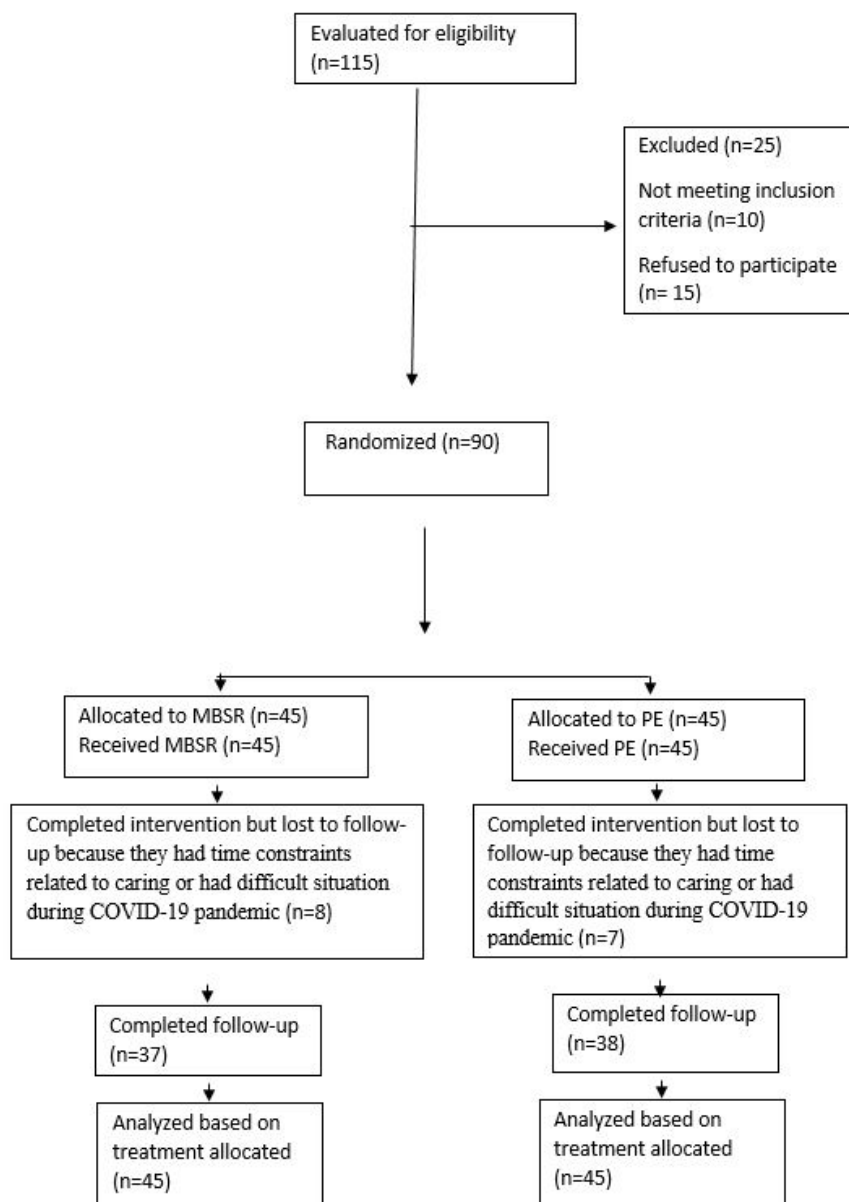 Evaluated for eligibility
(n=115)
Excluded (n=25)
Not meeting inclusion
criteria (n=10)
Refused to participate
(n= 15)
Randomized (n=90)
Allocated to MBSR (n=45)
Received MBSR (n=45)
Allocated to PE (n=45)
Received PE (n=45)
Completed intervention but lost to follow-
up because they had time constraints
related to caring or had difficult situation
during COVID-19 pandemic (n=8)
Completed intervention but lost to
follow-up because they had time
constraints related to caring or had
difficult situation during COVID-19
pandemic (n=7)
Completed follow-up
(n=37)
Completed follow-up
(n=38)
Analyzed based on
treatment allocated
(n=45)
Analyzed based on
treatment allocated
(n=45)